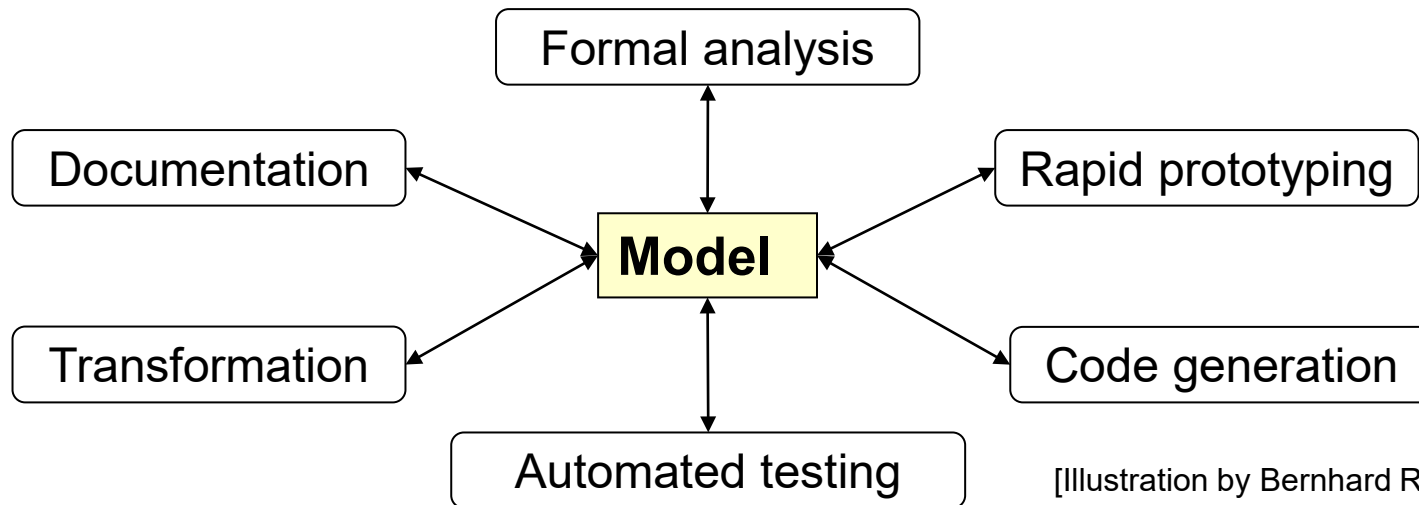 Formal analysis
Documentation
Rapid prototyping
Model
Transformation
Code generation
Automated testing
[Illustration by Bernhard R